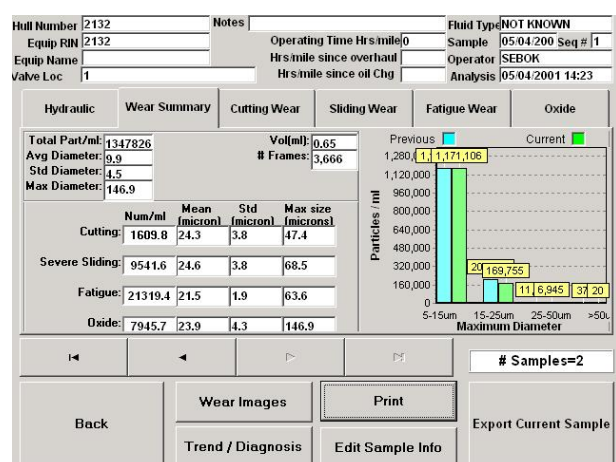 Hull Number 2132 Notes Fluid Type NOT KNOWN
Equip RIN 2132 Operating Time Hrs/mile 0 Sample 05/04/200 Seq # 1
Equip Name Hrs/mile since overhaul Operator SEBOK
Valve Loc 1 Hrs/mile since oil Chg Analysis 05/04/2001 14:23
Hydraulic Wear Summary Cutting Wear Sliding Wear Fatigue Wear Oxide
Total Part/ml: 1347826 Vol(ml): 0.65
Avg Diameter: 9.9 # Frames: 3,666
Std Diameter: 4.5
Max Diameter: 146.9
Num/ml Mean (micron) Std (micron) Max size (microns)
Cutting: 1609.8 24.3 3.8 47.4
Severe Sliding: 9541.6 24.6 3.8 68.5
Fatigue: 21319.4 21.5 1.9 63.6
Oxide: 7945.7 23.9 4.3 146.9
Previous Current
Particles / ml
1,280,0 1, 1,171,106
1,120,000
960,000
800,000
640,000
480,000
320,000 20 169,755
160,000 11, 6,945 37 20
0
5-15um 15-25um 25-50um >50u
Maximum Diameter
# Samples=2
Back Wear Images Print Export Current Sample
Trend / Diagnosis Edit Sample Info